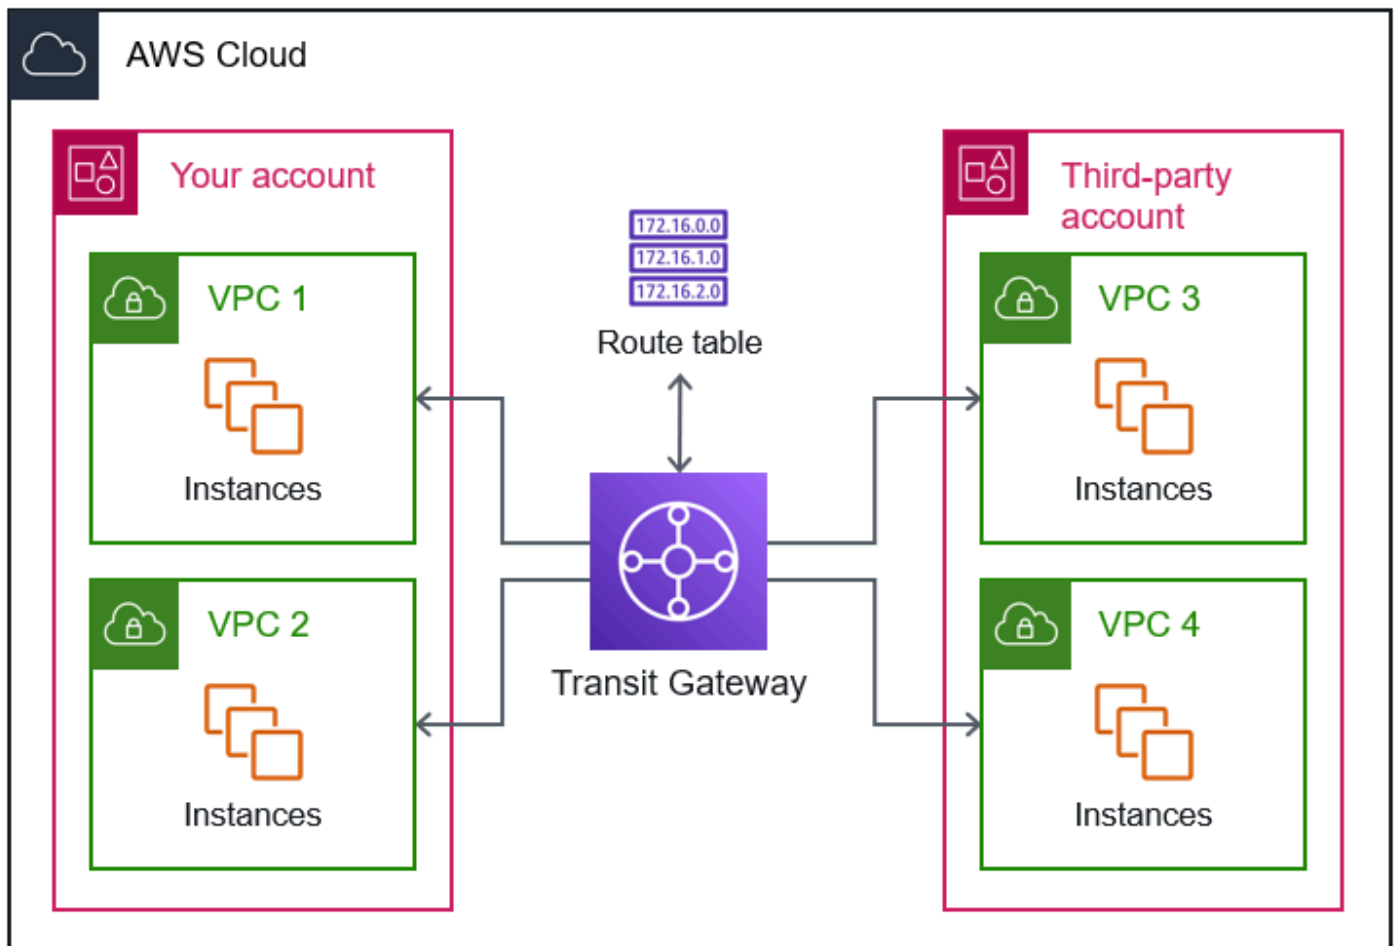 AWS Cloud
Your account
Third-party
account
172.16.0.0
172.16.1.0
172.16.2.0
Route table
VPC 1
Instances
VPC 3
Instances
Transit Gateway
VPC 2
Instances
VPC 4
Instances